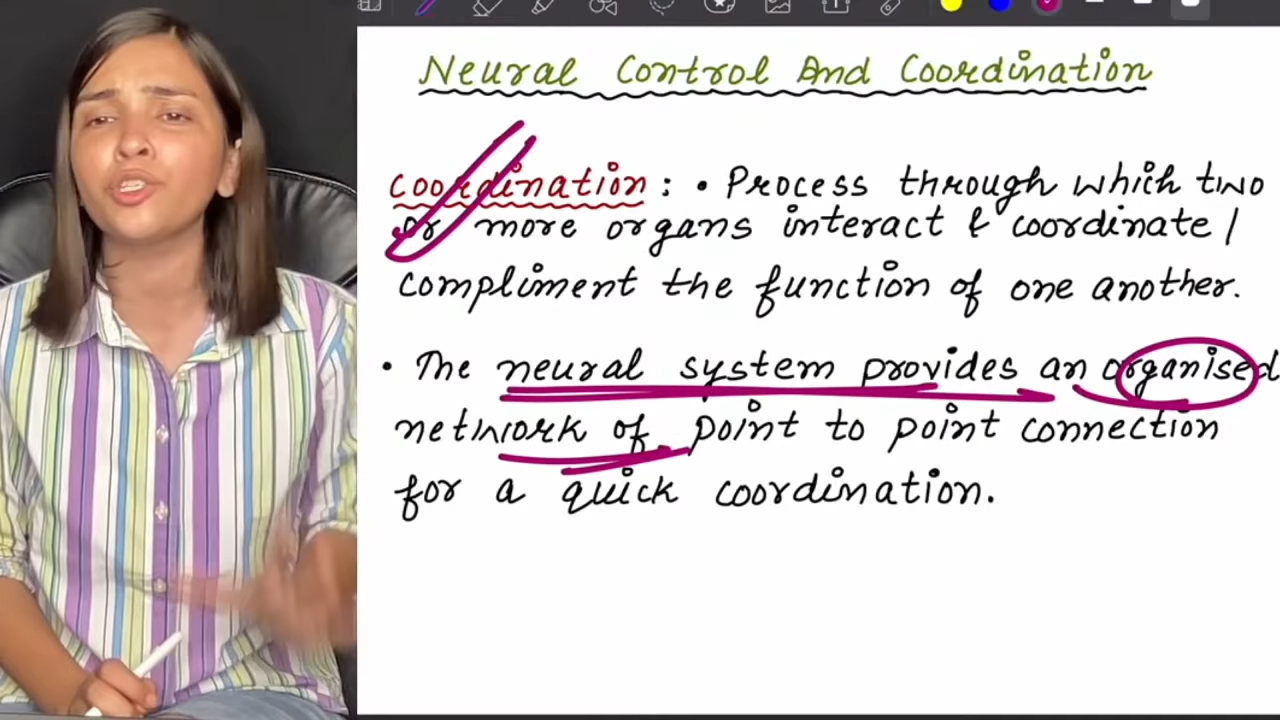 Neural Control And Coordination
Coordination : • Process through which two
or more organs interact & coordinate /
compliment the function of one another.
• The neural system provides an organised
network of point to point connection
for a quick coordination.